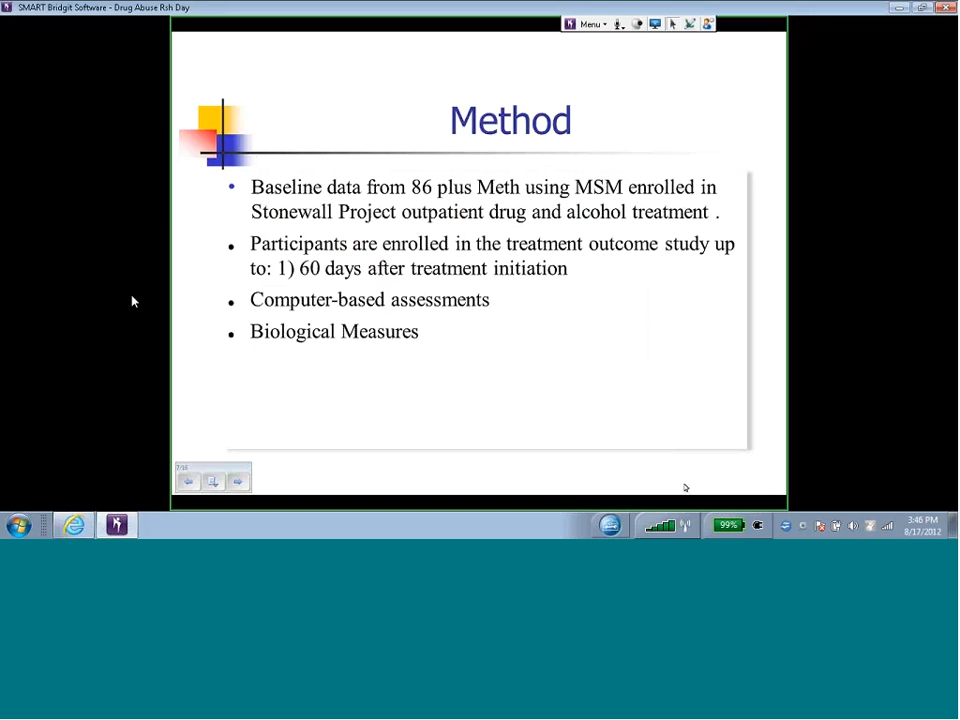 SMART Bridgit Software - Drug Abuse Rsh Day
Menu
Method
Baseline data from 86 plus Meth using MSM enrolled in
Stonewall Project outpatient drug and alcohol treatment .
Participants are enrolled in the treatment outcome study up
to: 1) 60 days after treatment initiation
Computer-based assessments
Biological Measures
7/16
99%
3:46 PM
8/17/2012